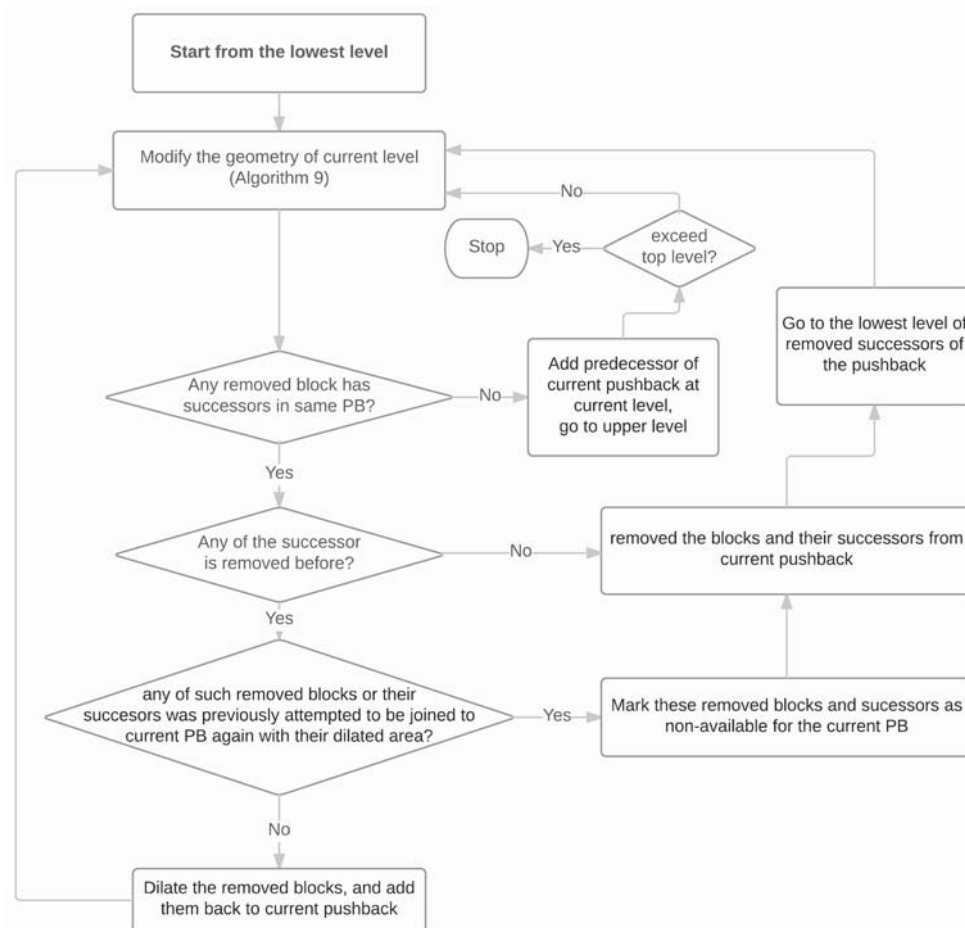 Start from the lowest level
Modify the geometry of current level
(Algorithm 9)
No
exceed
top level?
Yes
Stop
Go to the lowest level of
removed successors of
the pushback
Any removed block has
successors in same PB?
No
Add predecessor of
current pushback at
current level,
go to upper level
Yes
Any of the successor
is removed before?
No
removed the blocks and their successors from
current pushback
Yes
any of such removed blocks or their
succesors was previously attempted to be joined to
current PB again with their dilated area?
Yes
Mark these removed blocks and sucessors as
non-available for the current PB
No
Dilate the removed blocks, and add
them back to current pushback